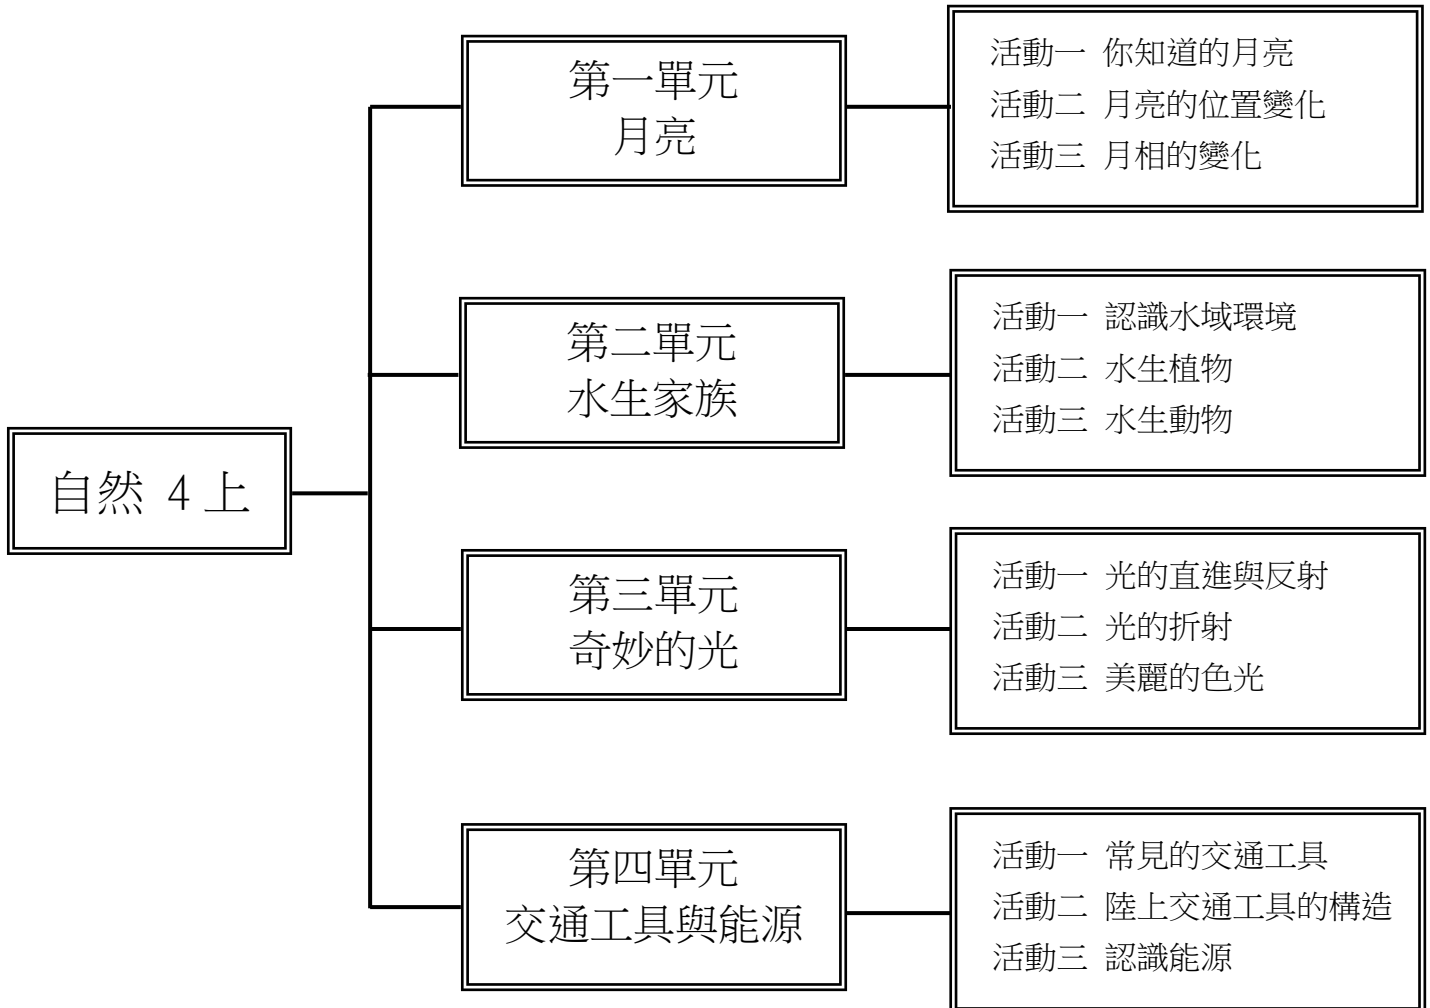 自然 4 上
第一單元
月亮
活動一 你知道的月亮
活動二 月亮的位置變化
活動三 月相的變化
第二單元
水生家族
活動一 認識水域環境
活動二 水生植物
活動三 水生動物
第三單元
奇妙的光
活動一 光的直進與反射
活動二 光的折射
活動三 美麗的色光
第四單元
交通工具與能源
活動一 常見的交通工具
活動二 陸上交通工具的構造
活動三 認識能源